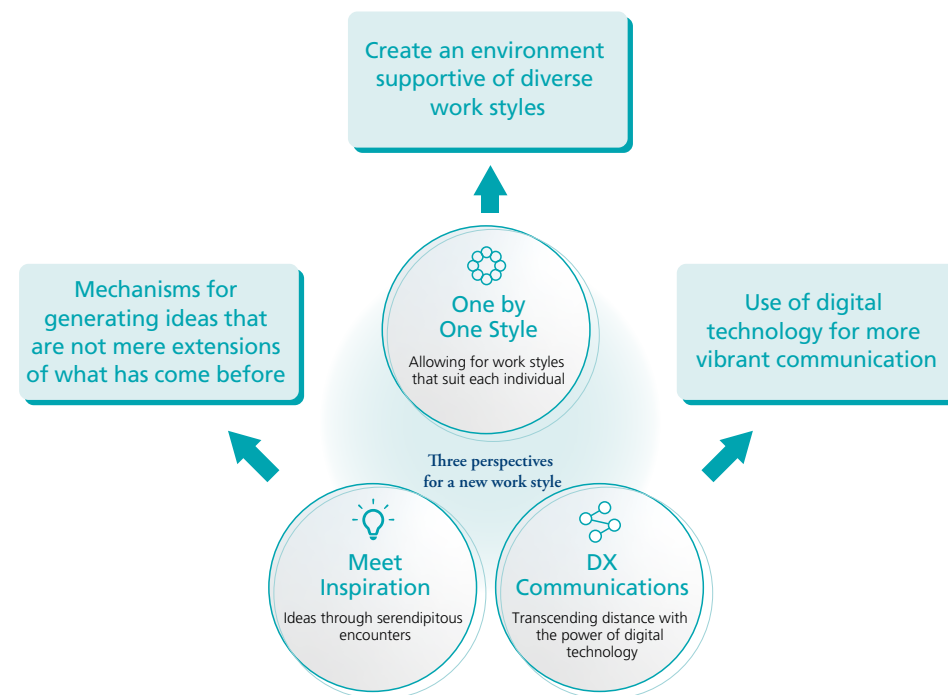 Create an environment
supportive of diverse
work styles
Mechanisms for
generating ideas that
are not mere extensions
of what has come before
One by
One Style
Allowing for work styles
that suit each individual
Use of digital
technology for more
vibrant communication
Three perspectives
for a new work style
Meet
Inspiration
Ideas through serendipitous
encounters
DX
Communications
Transcending distance with
the power of digital
technology